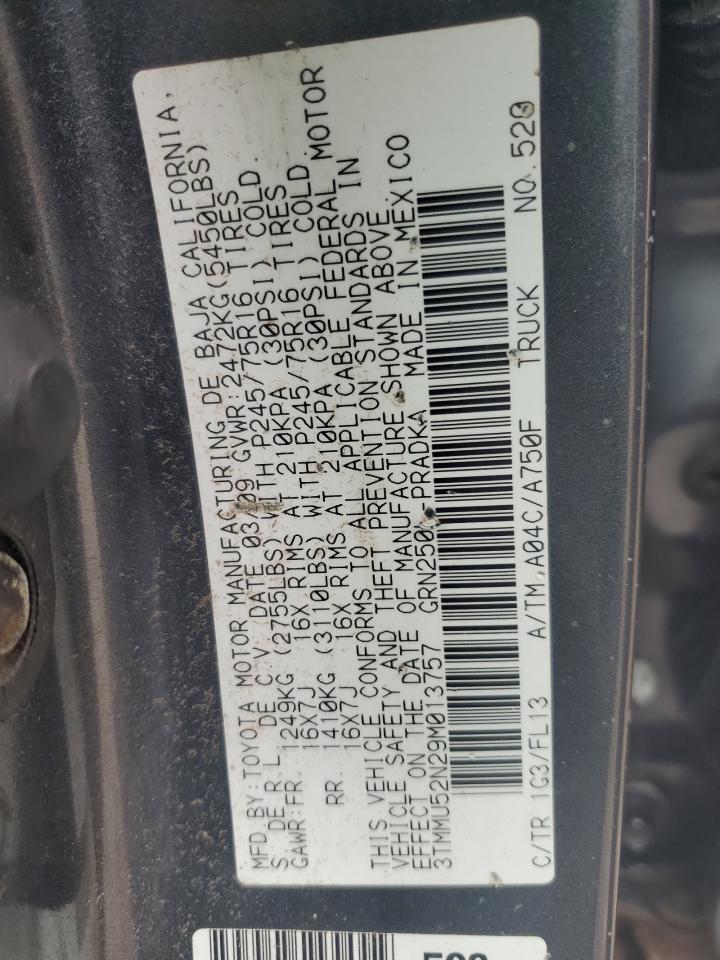 MFD BY:TOYOTA MOTOR MANUFACTURING DE BAJA CALIFORNIA,
S DE R L DE C V DATE 03/09 GVWR:2472KG(5450LBS)
GAWR:FR. 1249KG (2755LBS) WITH P245/75R16 TIRES
16X7J 16X RIMS AT 210KPA (30PSI) COLD.
RR. 1410KG (3110LBS) WITH P245/75R16 TIRES
16X7J 16X RIMS AT 210KPA (30PSI) COLD
THIS VEHICLE CONFORMS TO ALL APPLICABLE FEDERAL MOTOR
VEHICLE SAFETY AND THEFT PREVENTION STANDARDS IN
EFFECT ON THE DATE OF MANUFACTURE SHOWN ABOVE
3TMMU52N29M013757 GRN250L PRADKA MADE IN MEXICO
C/TR 1G3/FL13 A/TM A04C/A750F TRUCK NO.520